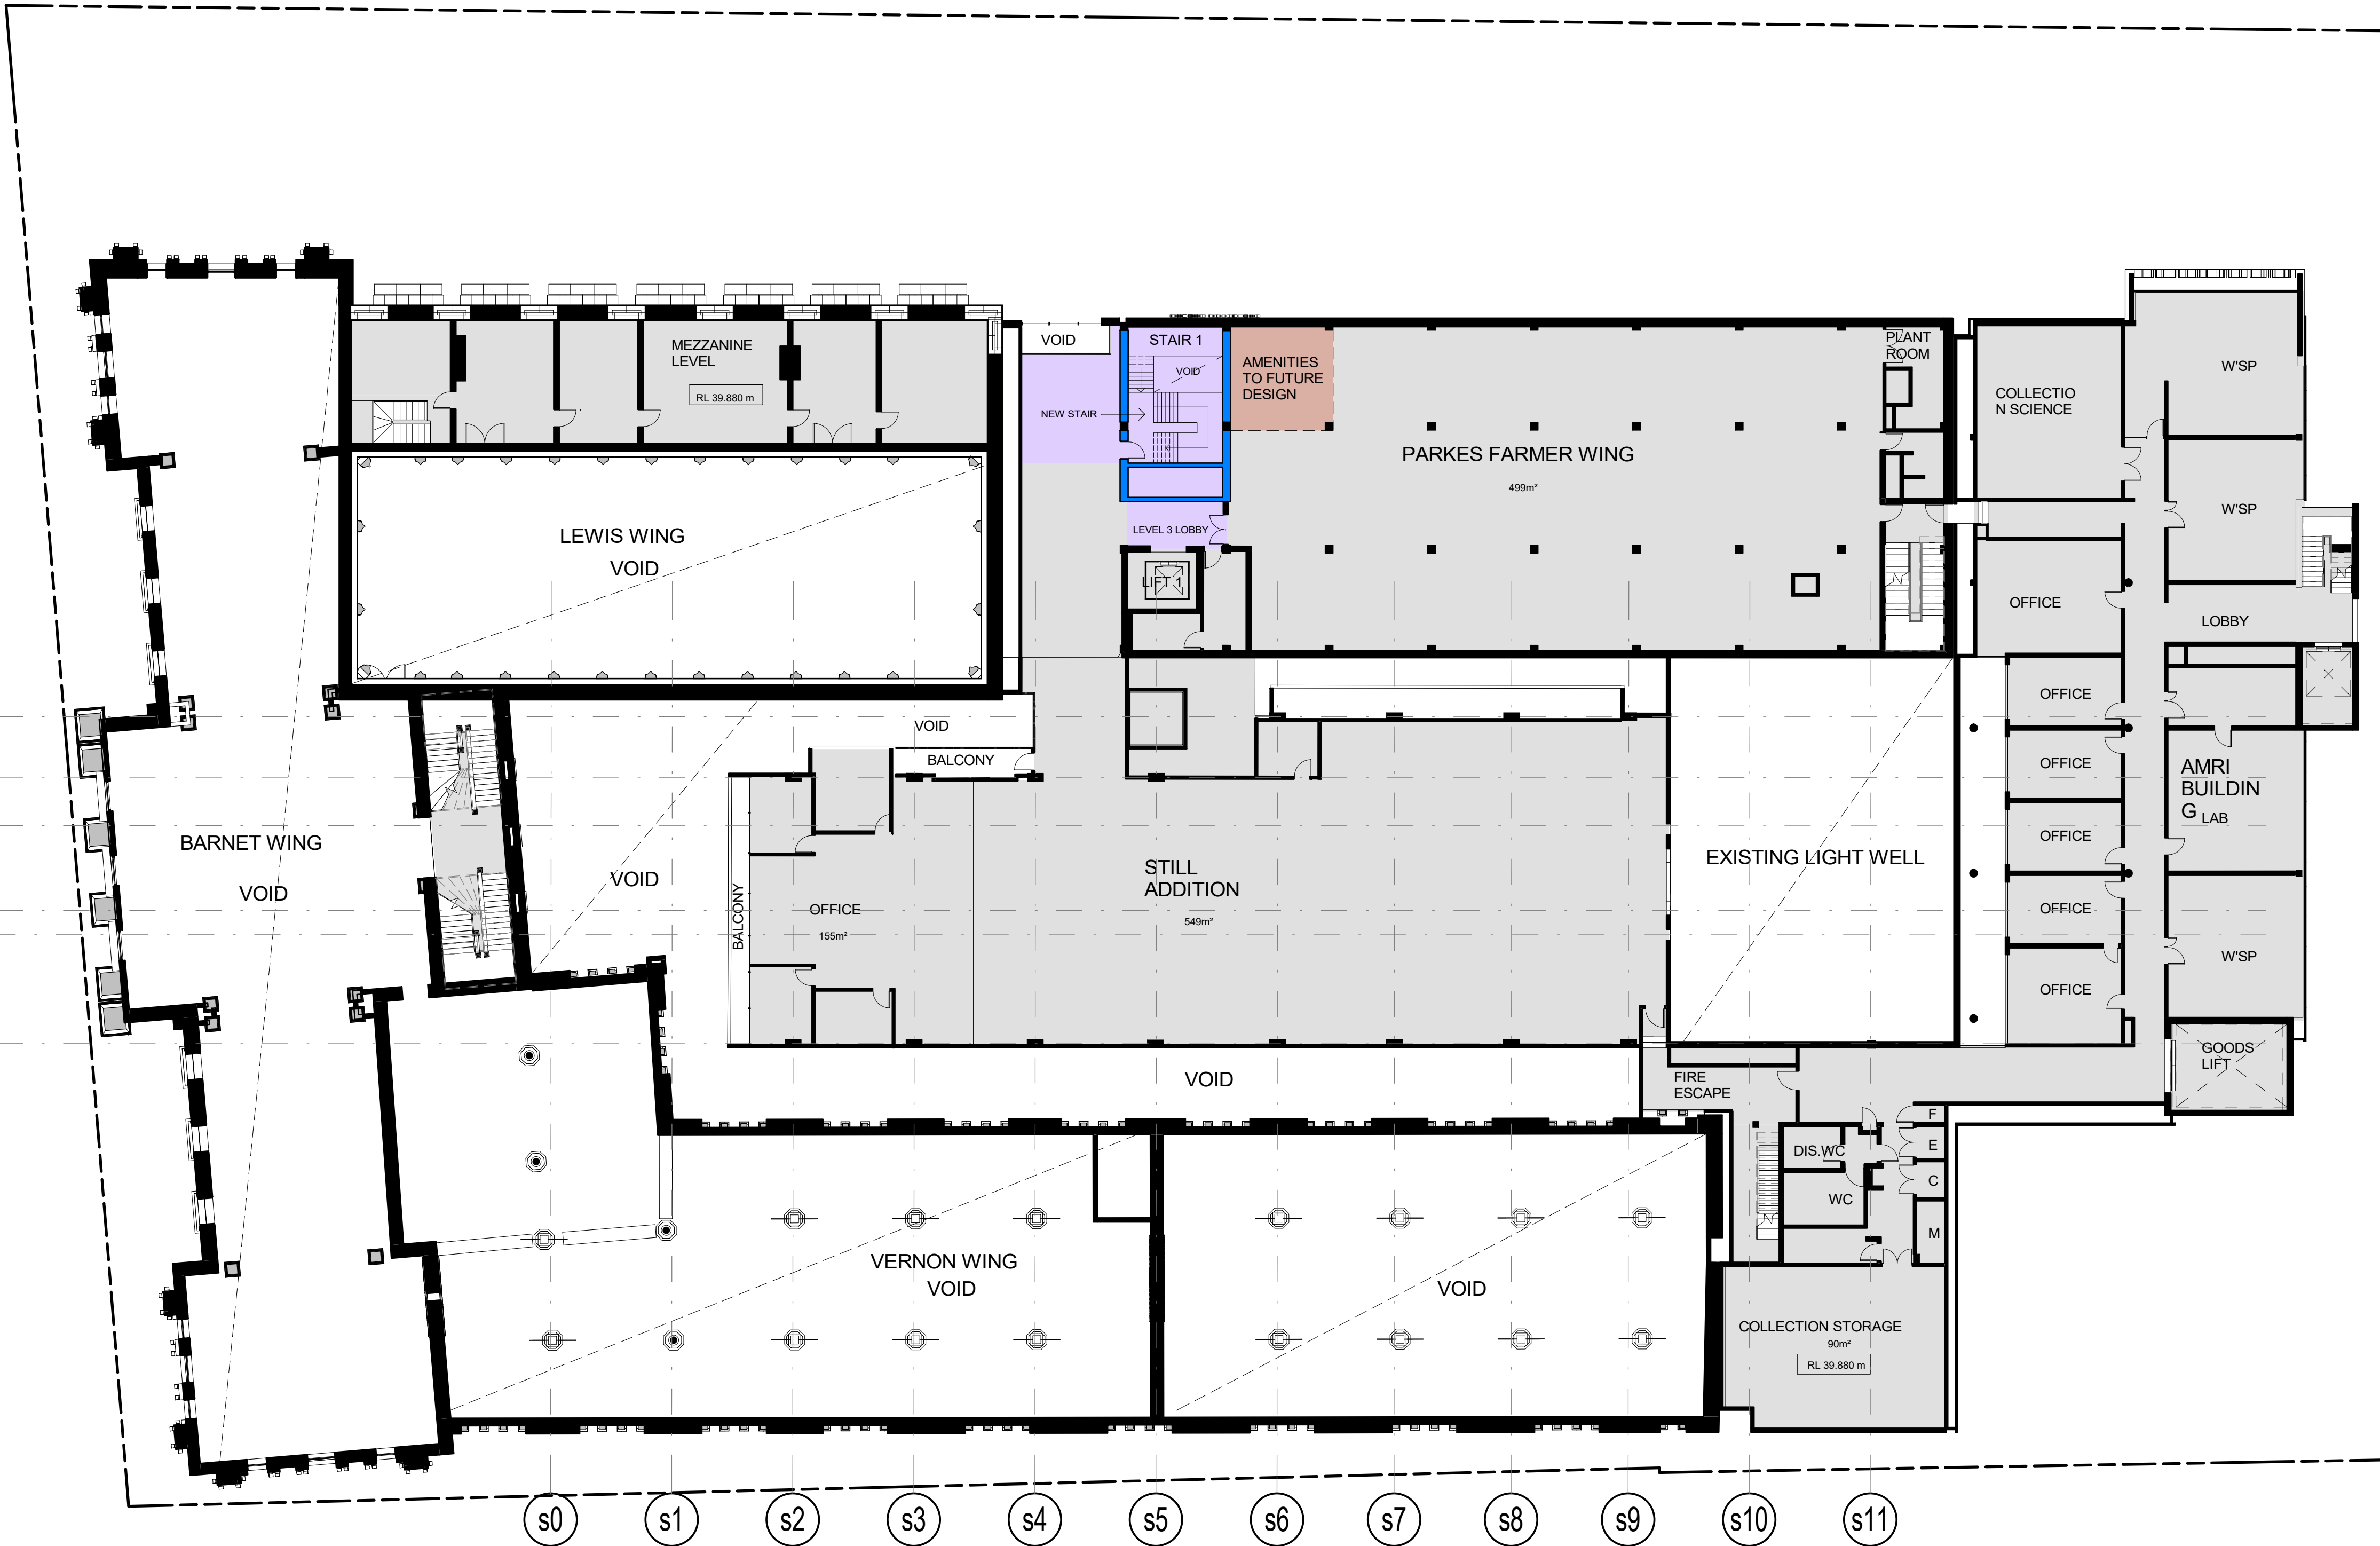 MEZZANINE
LEVEL
RL 39.880 m
VOID
STAIR 1
VOID
NEW STAIR
AMENITIES
TO FUTURE
DESIGN
PARKES FARMER WING
499m²
PLANT
ROOM
COLLECTIO
N SCIENCE
W'SP
W'SP
LEWIS WING
VOID
LEVEL 3 LOBBY
LIFT 1
OFFICE
LOBBY
OFFICE
OFFICE
OFFICE
OFFICE
OFFICE
AMRI
BUILDIN
G
LAB
W'SP
VOID
BALCONY
BARNET WING
VOID
VOID
BALCONY
OFFICE
155m²
STILL
ADDITION
549m²
EXISTING LIGHT WELL
GOODS
LIFT
VOID
FIRE
ESCAPE
F
E
C
M
DIS.WC
WC
VERNON WING
VOID
VOID
COLLECTION STORAGE
90m²
RL 39.880 m
s0
s1
s2
s3
s4
s5
s6
s7
s8
s9
s10
s11